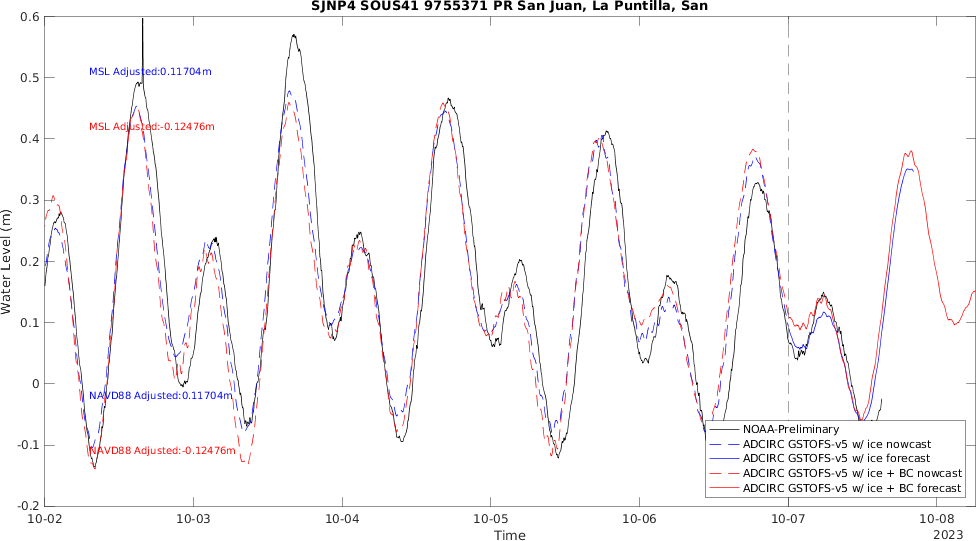 SJNP4 SOUS41 9755371 PR San Juan, La Puntilla, San
Water Level (m)
0.6
0.5
0.4
0.3
0.2
0.1
0
-0.1
-0.2
MSL Adjusted:0.11704m
MSL Adjusted:-0.12476m
NAVD88 Adjusted:0.11704m
NAVD88 Adjusted:-0.12476m
NOAA-Preliminary
ADCIRC GSTOFS-v5 w/ ice nowcast
ADCIRC GSTOFS-v5 w/ ice forecast
ADCIRC GSTOFS-v5 w/ ice + BC nowcast
ADCIRC GSTOFS-v5 w/ ice + BC forecast
10-02 10-03 10-04 10-05 10-06 10-07 10-08
Time
2023